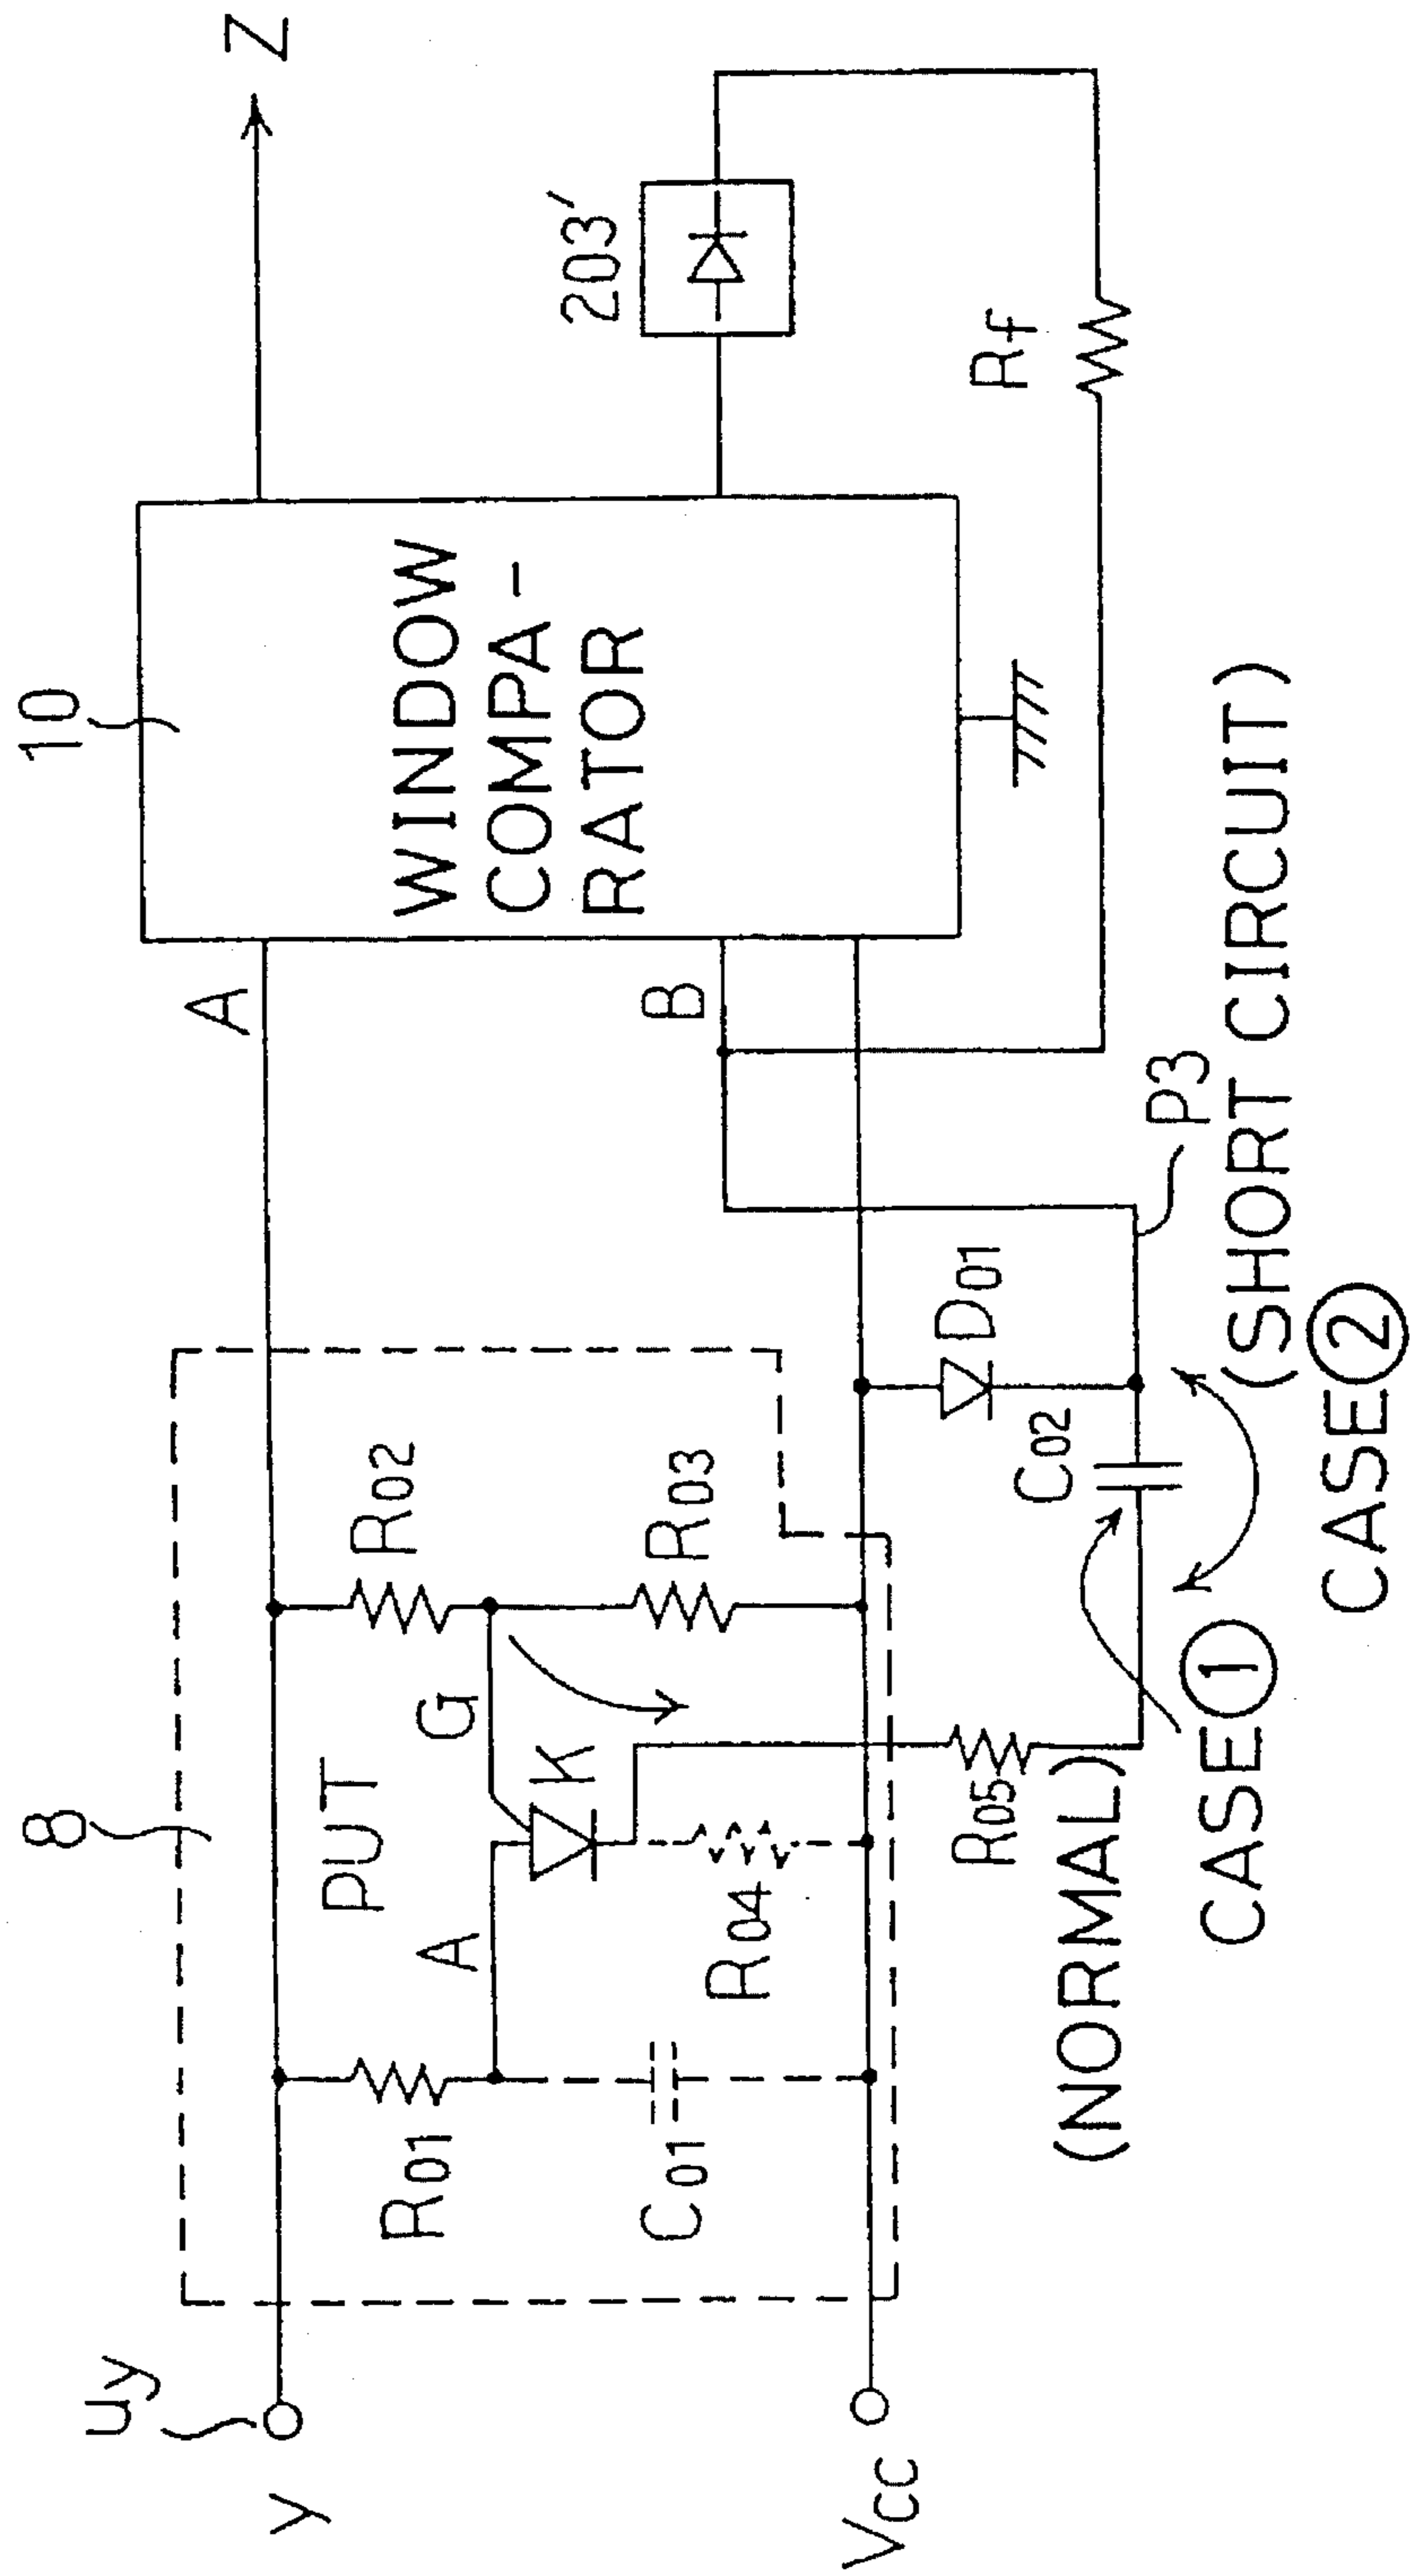 10
8
uy
y
A
Z
PUT
G
K
A
R01
R02
R03
R04
C01
VCC
B
WINDOW
COMPA-
RATOR
203'
Rf
D01
C02
R05
P3
(NORMAL)
CASE①
(SHORT CIRCUIT)
CASE②